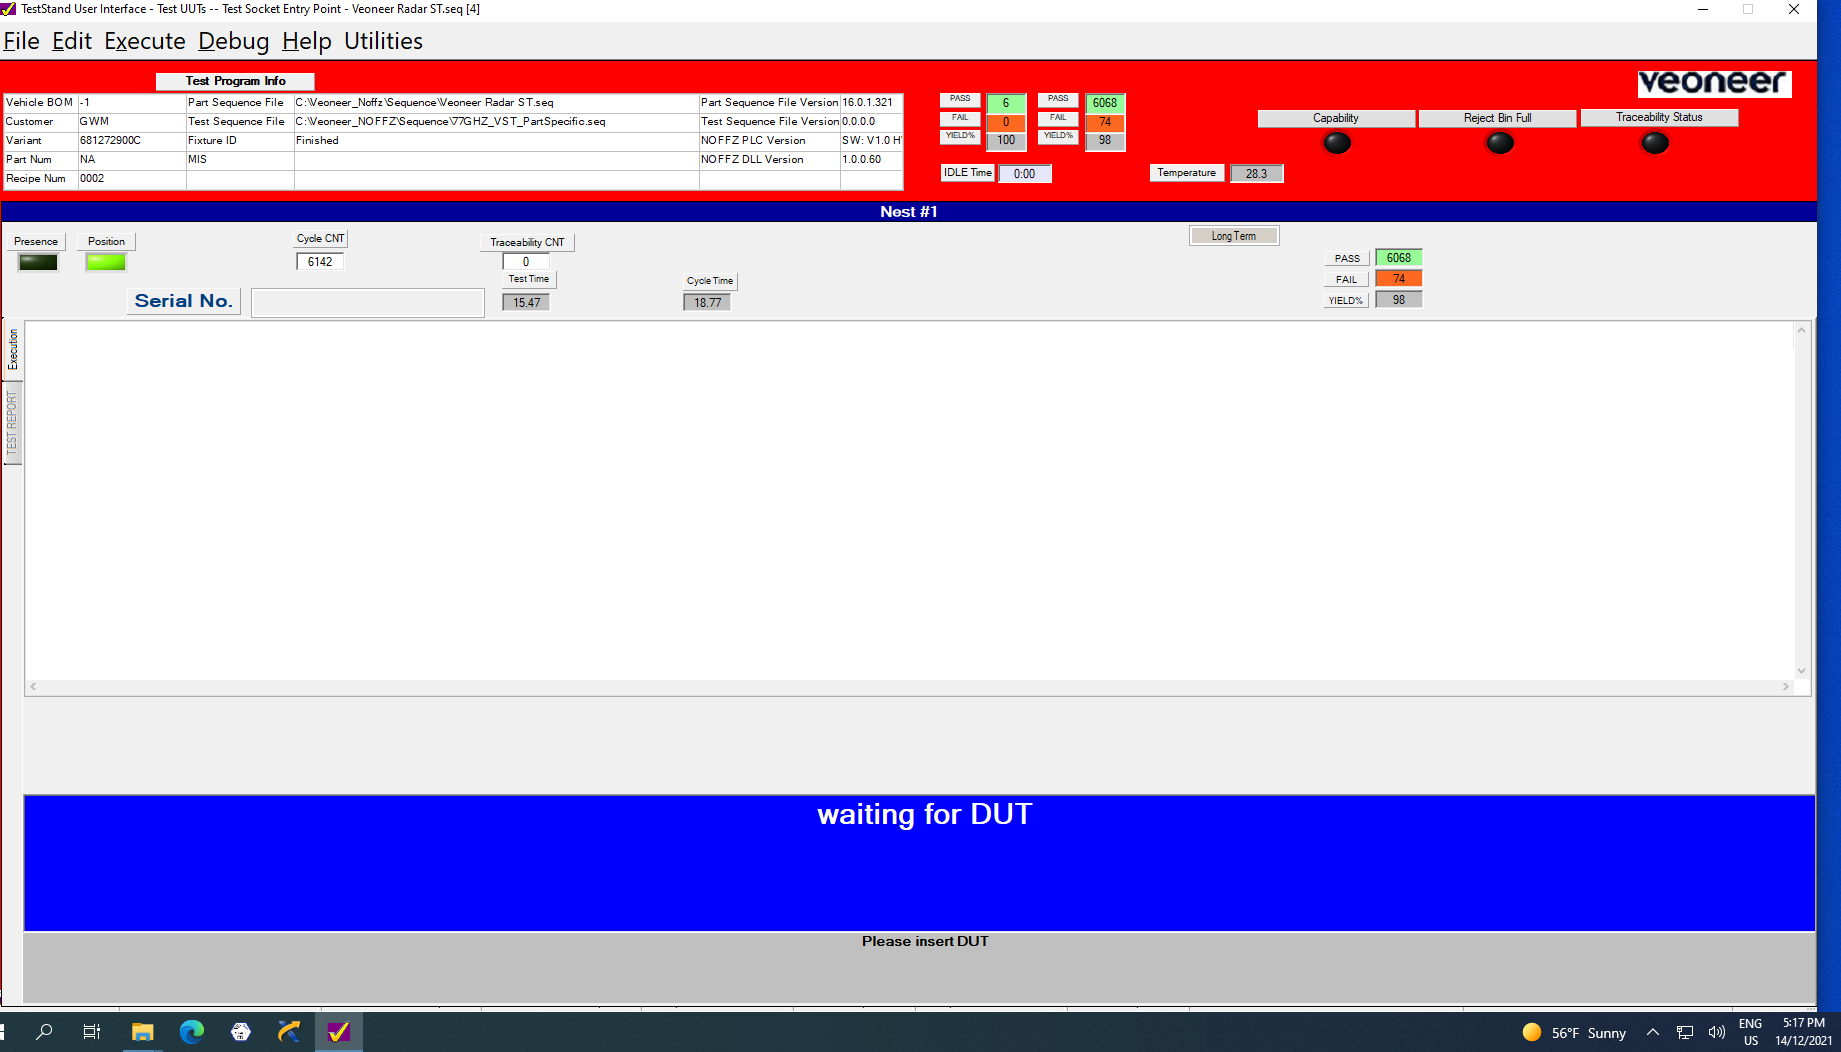 TestStand User Interface - Test UUTs -- Test Socket Entry Point - Veoneer Radar ST.seq [4]
File Edit Execute Debug Help Utilities
Test Program Info
veoneer
Vehicle BOM -1 Part Sequence File C:\Veoneer_Noffz\Sequence\Veoneer Radar ST.seq Part Sequence File Version 16.0.1.321
Customer GWM Test Sequence File C:\Veoneer_NOFFZ\Sequence\77GHZ_VST_PartSpecific.seq Test Sequence File Version 0.0.0.0
Variant 681272900C Fixture ID Finished NOFFZ PLC Version SW: V1.0 H
Part Num NA MIS NOFFZ DLL Version 1.0.0.60
Recipe Num 0002
PASS 6 PASS 6068
FAIL 0 FAIL 74
YIELD% 100 YIELD% 98
IDLE Time 0:00 Temperature 28.3
Capability Reject Bin Full Traceability Status
Nest #1
Presence Position Cycle CNT Traceability CNT Long Term
6142 0
PASS 6068
FAIL 74
YIELD% 98
Test Time Cycle Time
Serial No. 15.47 18.77
Execution
TEST REPORT
waiting for DUT
Please insert DUT
56°F Sunny
ENG
US
5:17 PM
14/12/2021